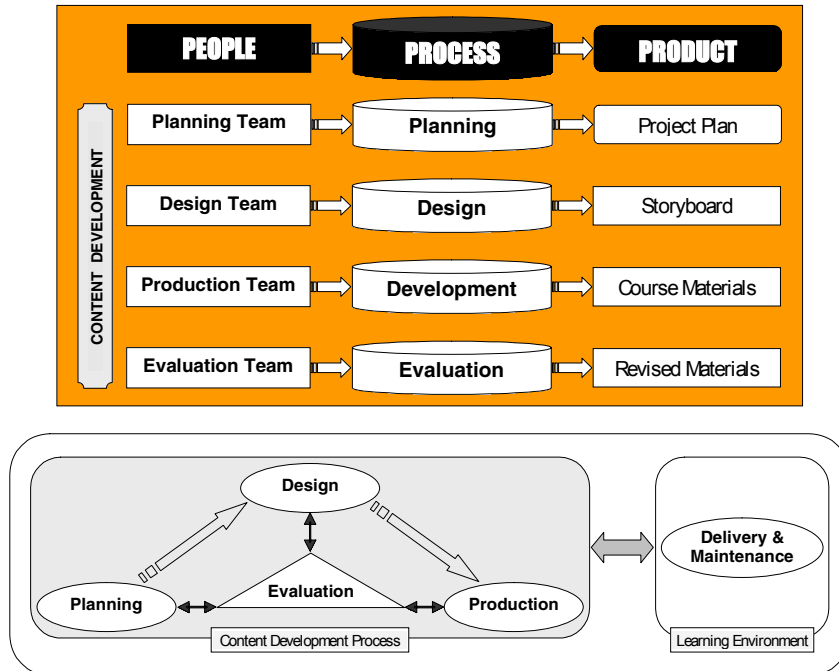 PEOPLE
PROCESS
PRODUCT
CONTENT DEVELOPMENT
Planning Team
Planning
Project Plan
Design Team
Design
Storyboard
Production Team
Development
Course Materials
Evaluation Team
Evaluation
Revised Materials
Design
Evaluation
Planning
Production
Content Development Process
Delivery &
Maintenance
Learning Environment